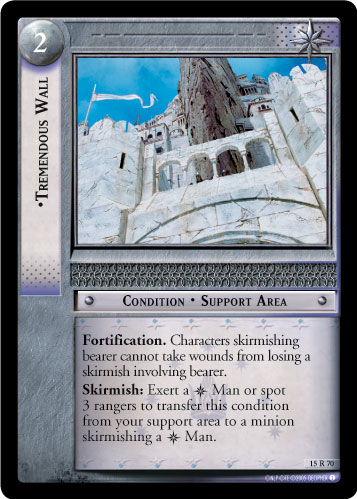 2
•Tremendous Wall
Condition • Support Area
Fortification. Characters skirmishing
bearer cannot take wounds from losing a
skirmish involving bearer.
Skirmish: Exert a Man or spot
3 rangers to transfer this condition
from your support area to a minion
skirmishing a Man.
15 R 70